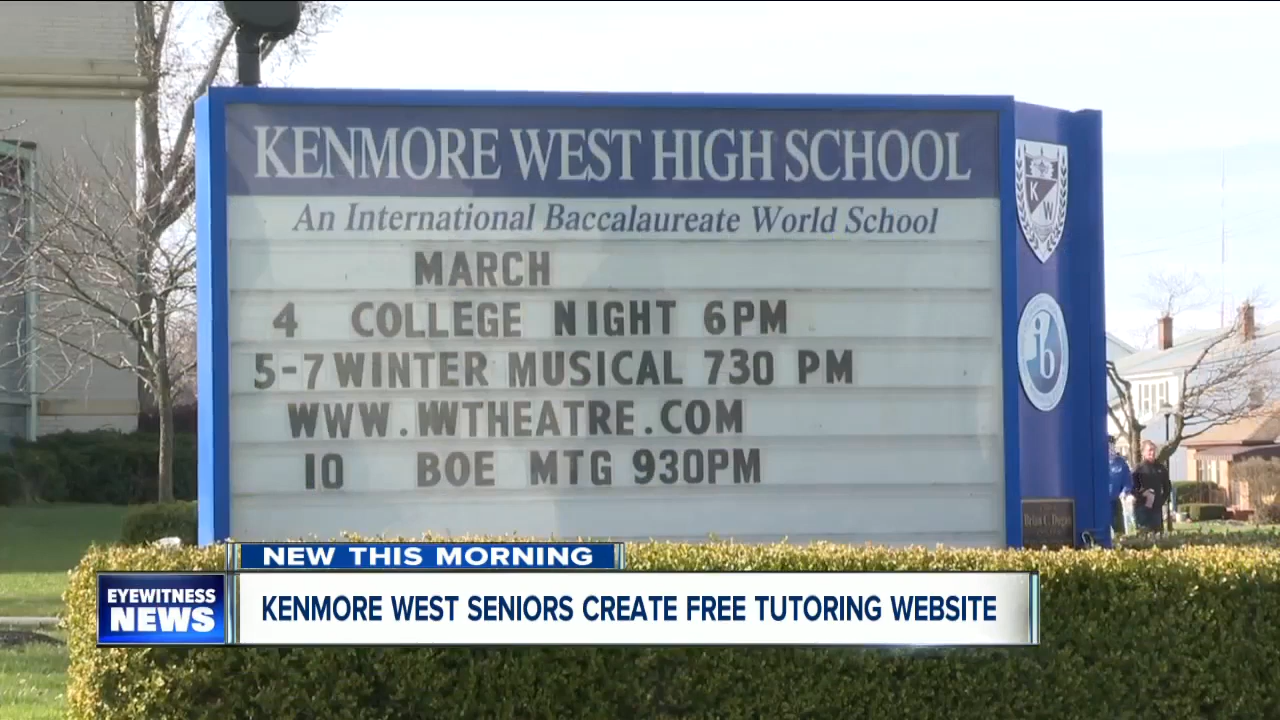 KENMORE WEST HIGH SCHOOL
An International Baccalaureate World School
MARCH
4 COLLEGE NIGHT 6PM
5-7 WINTER MUSICAL 730 PM
WWW.KWTHEATRE.COM
10 BOE MTG 930PM
K W
ib
NEW THIS MORNING
EYEWITNESS
NEWS
KENMORE WEST SENIORS CREATE FREE TUTORING WEBSITE